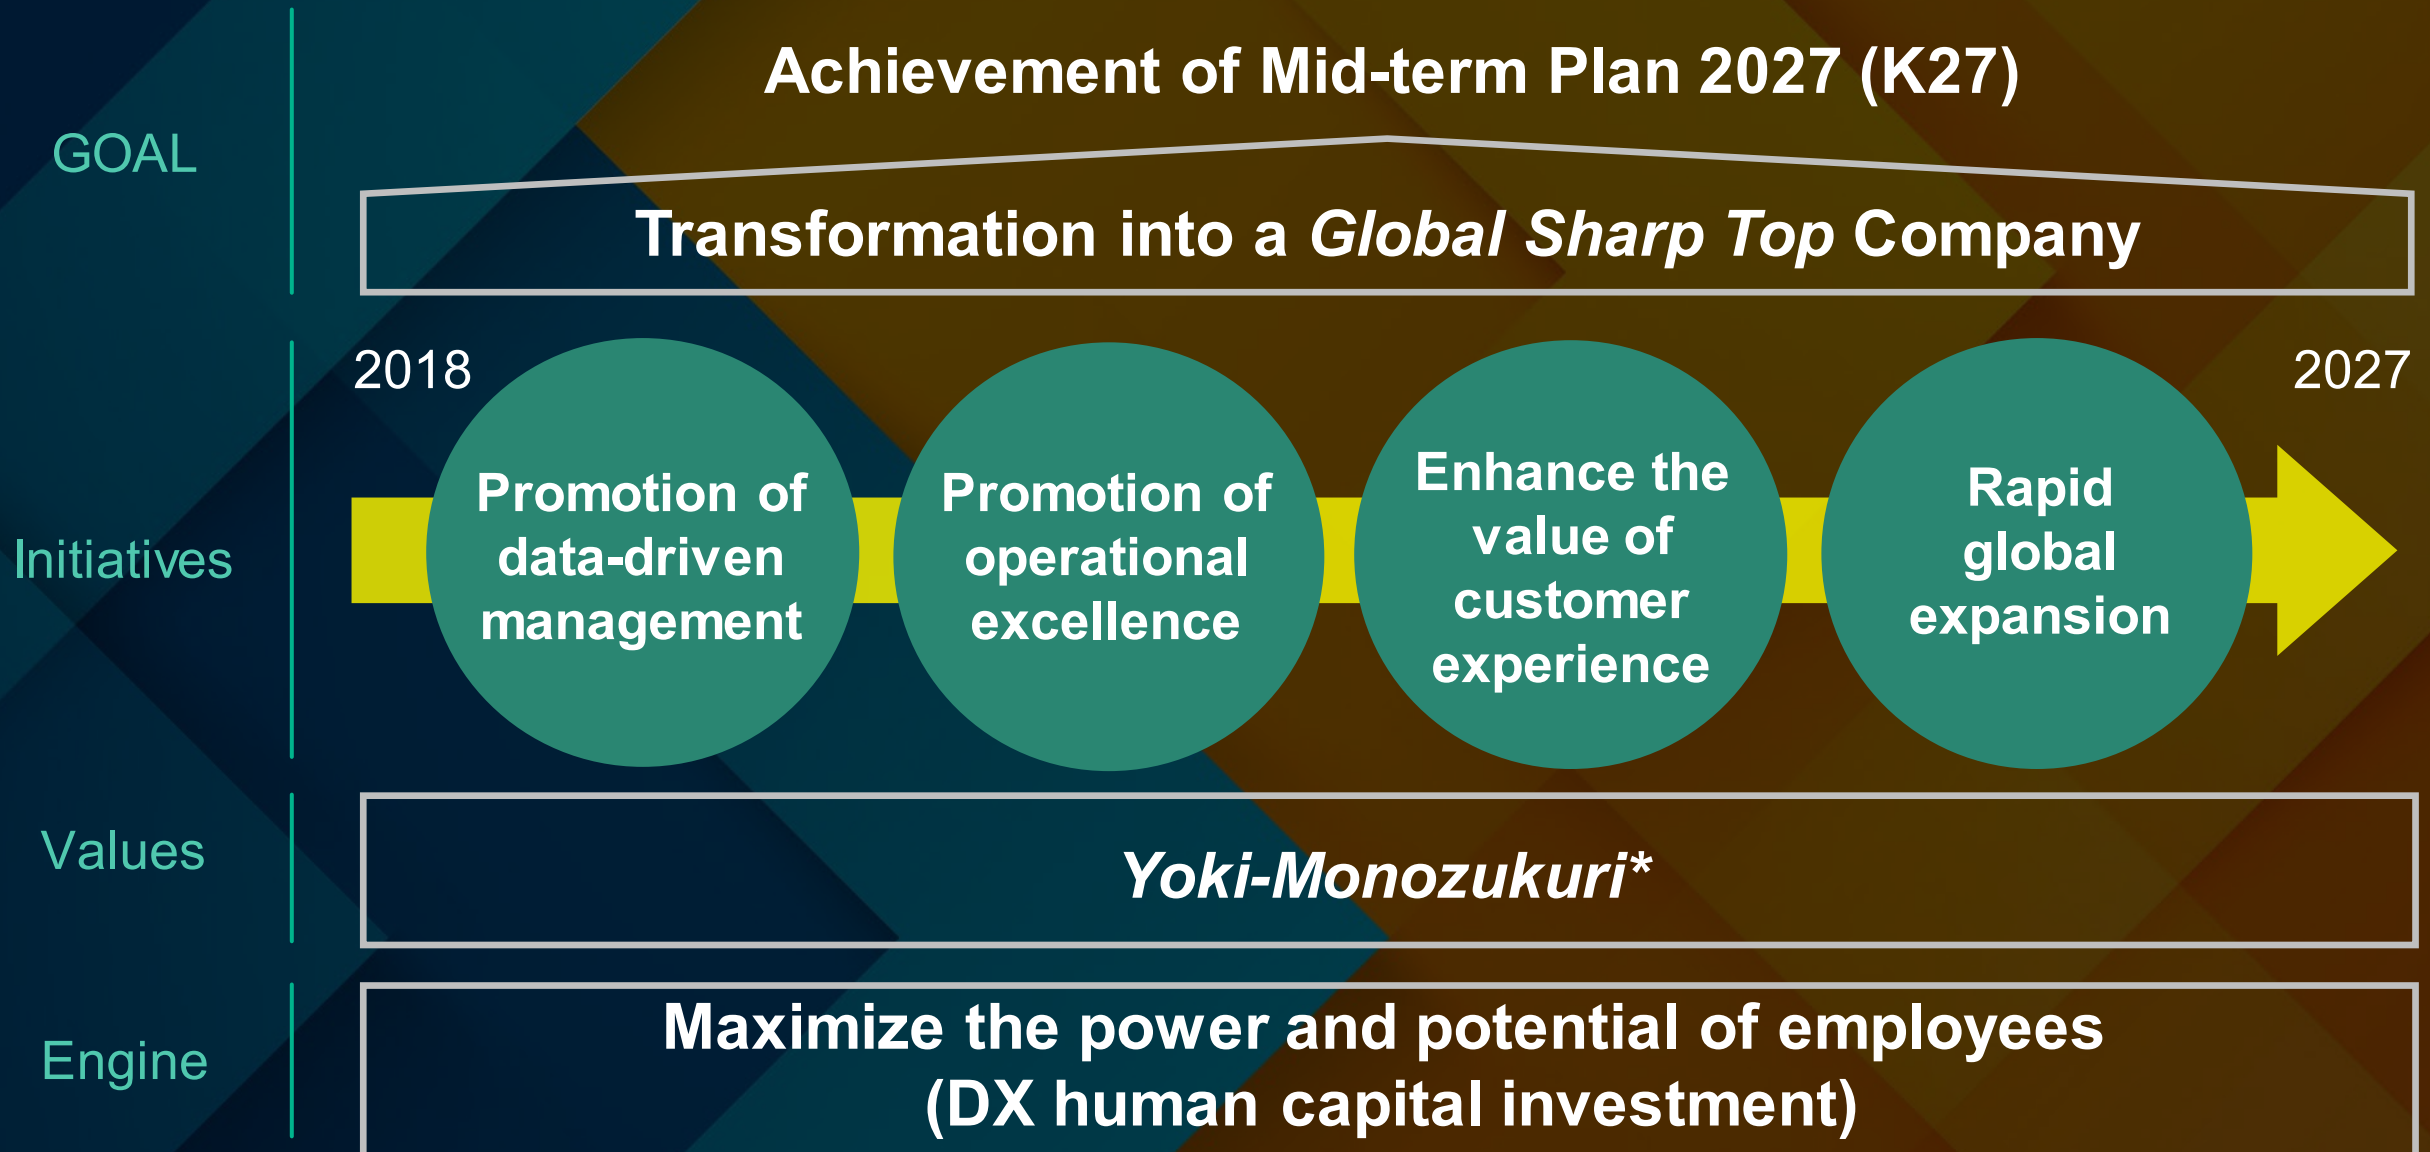 Achievement of Mid-term Plan 2027 (K27)
GOAL
Transformation into a Global Sharp Top Company
2018
2027
Initiatives
Promotion of
data-driven
management
Promotion of
operational
excellence
Enhance the
value of
customer
experience
Rapid
global
expansion
Values
Yoki-Monozukuri*
Engine
Maximize the power and potential of employees
(DX human capital investment)